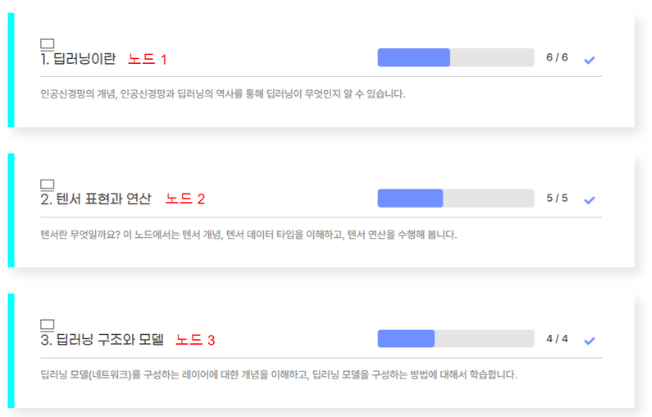 1. 딥러닝이란 노드 1 6 / 6
인공신경망의 개념, 인공신경망과 딥러닝의 역사를 통해 딥러닝이 무엇인지 알 수 있습니다.
2. 텐서 표현과 연산 노드 2 5 / 5
텐서란 무엇일까요? 이 노드에서는 텐서 개념, 텐서 데이터 타입을 이해하고, 텐서 연산을 수행해 봅니다.
3. 딥러닝 구조와 모델 노드 3 4 / 4
딥러닝 모델(네트워크)를 구성하는 레이어에 대한 개념을 이해하고, 딥러닝 모델을 구성하는 방법에 대해서 학습합니다.